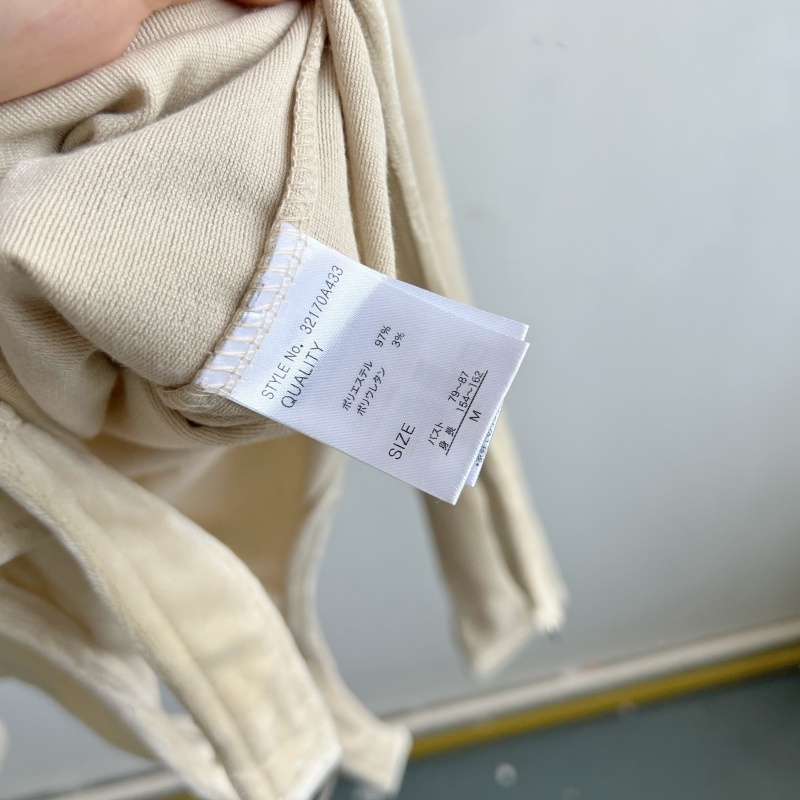 STYLE No. 32170A433
QUALITY
ポリエステル 97%
ポリウレタン 3%
SIZE
バスト 79~87
身長 154~162
M